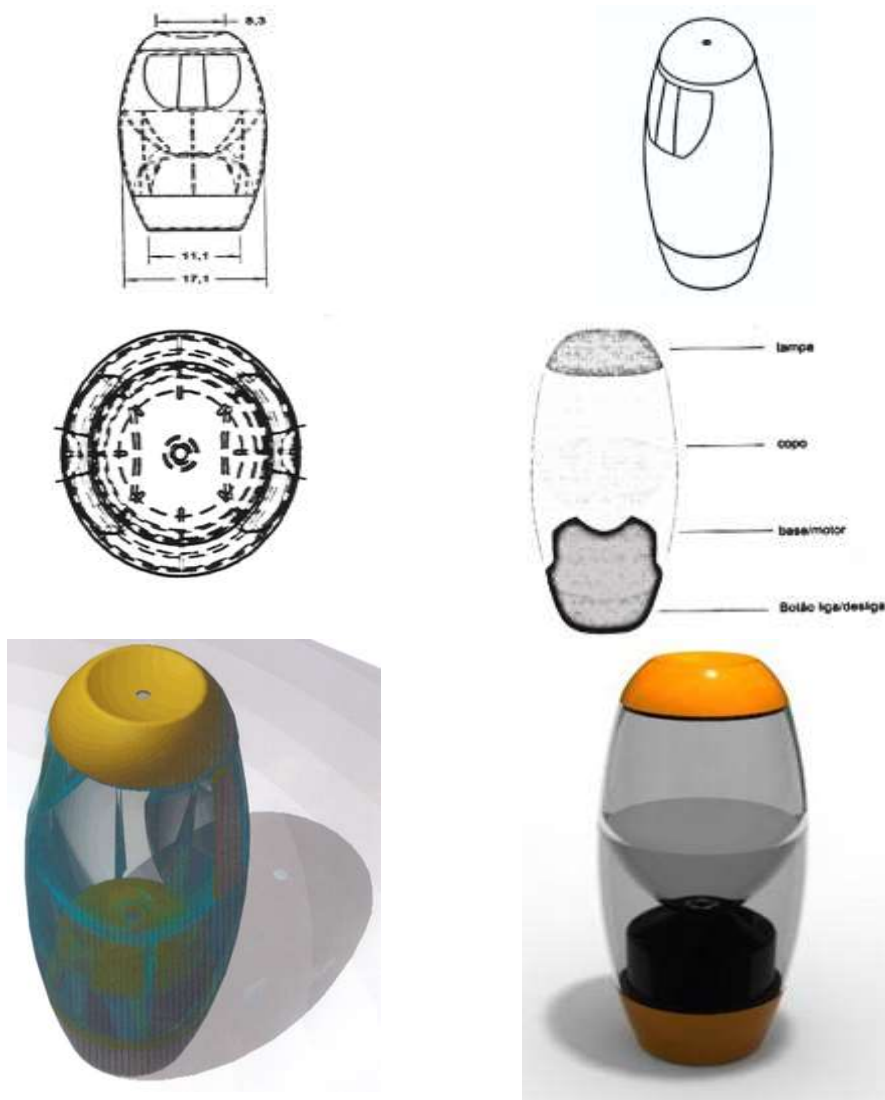 8,3
11,1
17,1
tampa
copo
base/motor
Botão liga/desliga